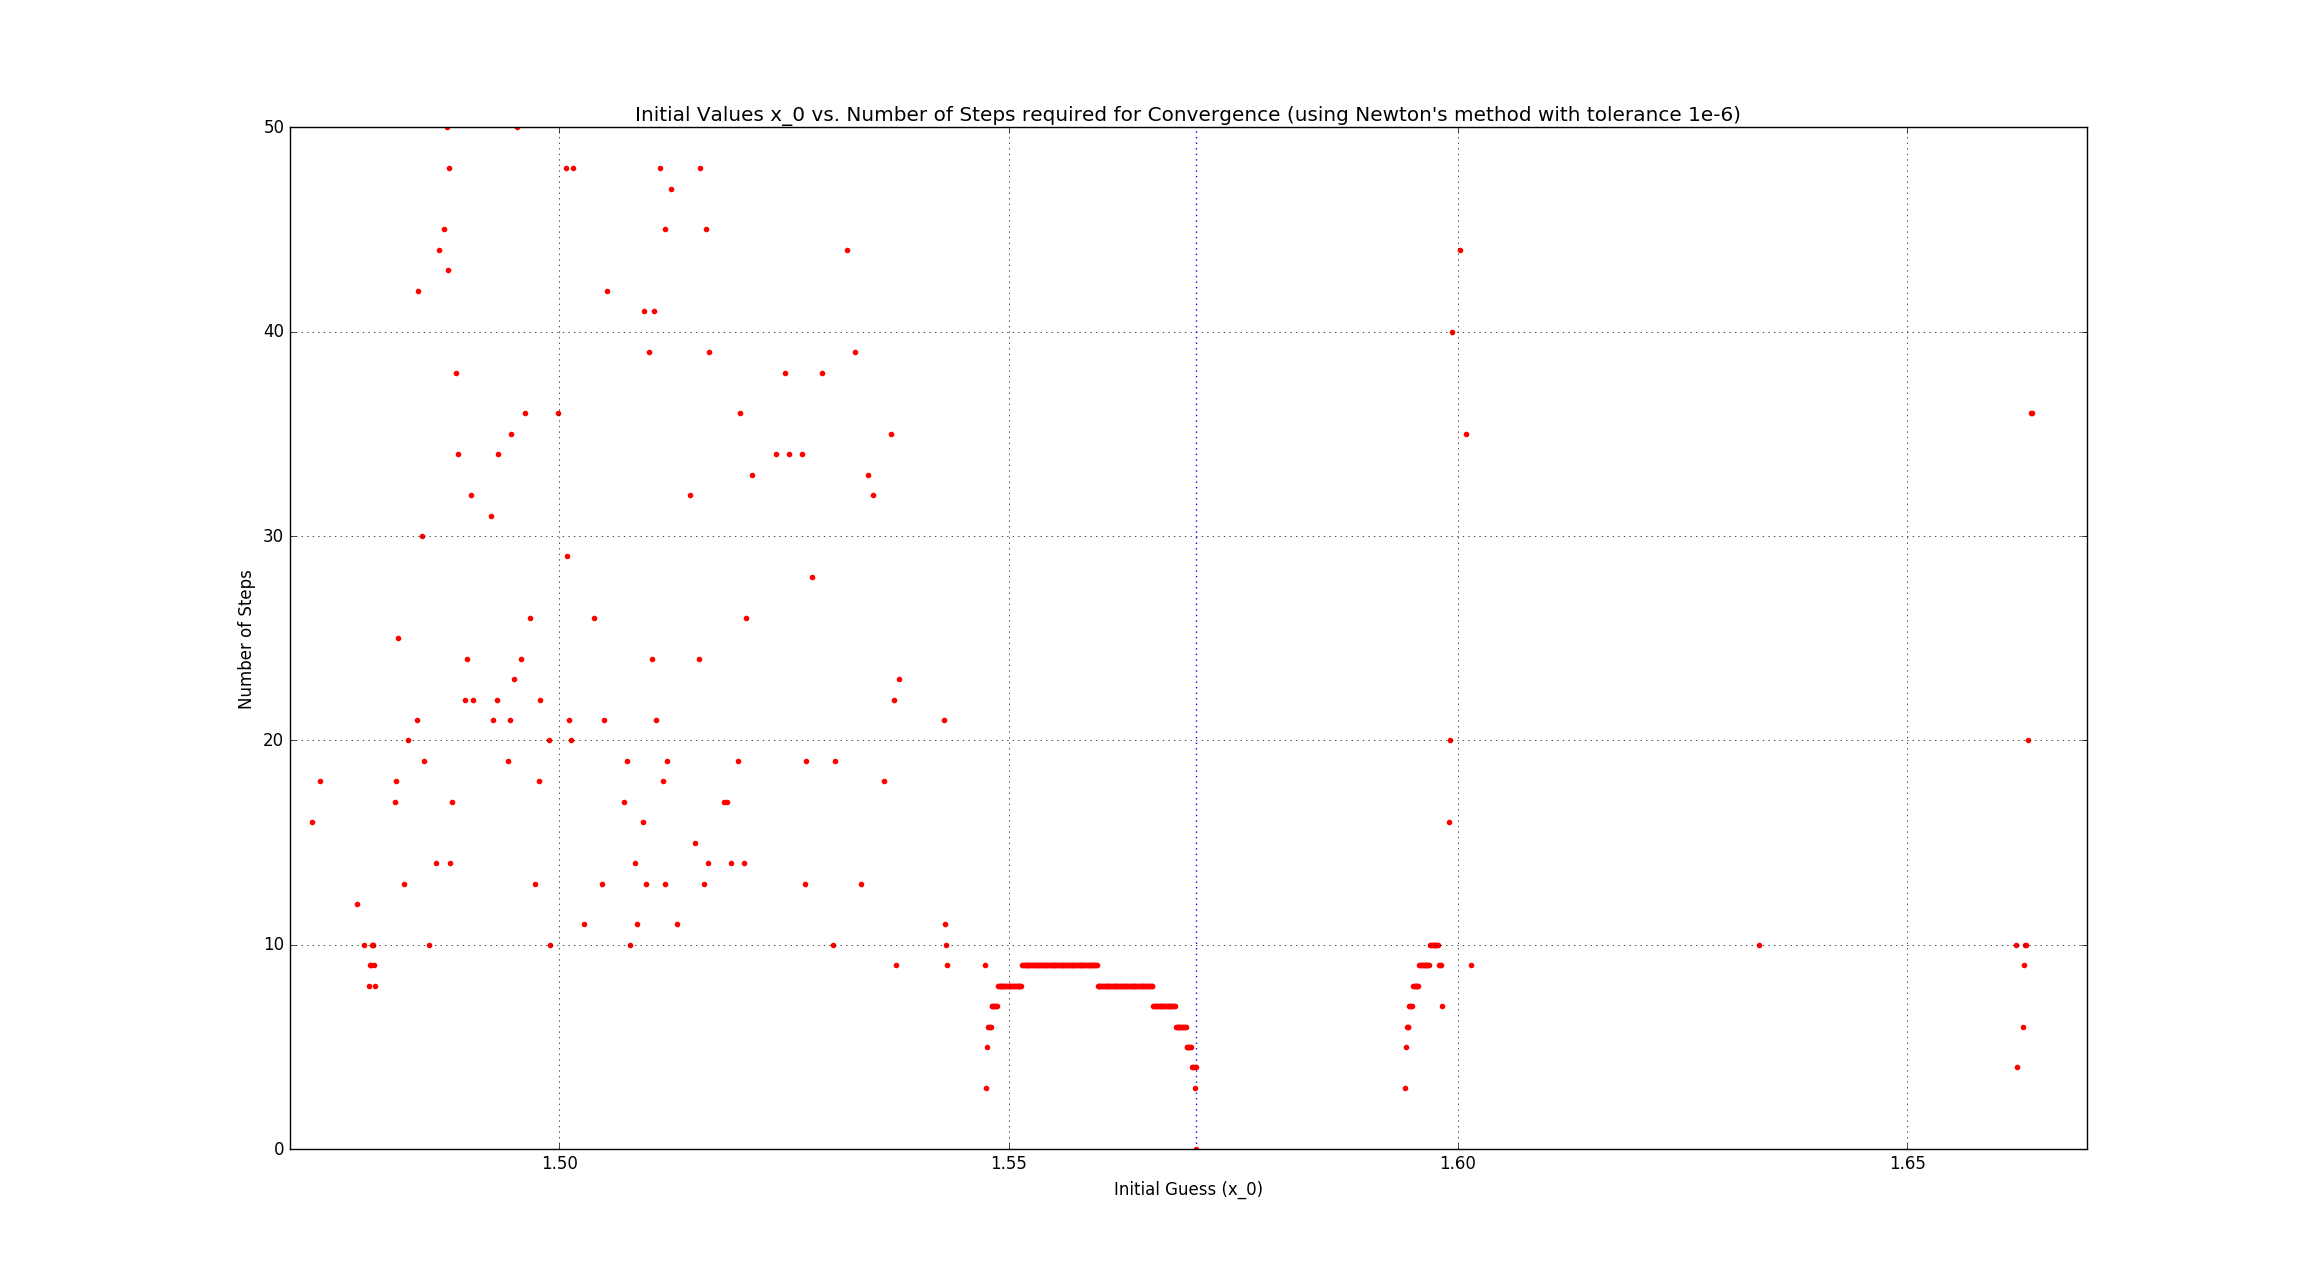 Initial Values x_0 vs. Number of Steps required for Convergence (using Newton's method with tolerance 1e-6)
50
40
30
20
10
0
Number of Steps
1.50 1.55 1.60 1.65
Initial Guess (x_0)